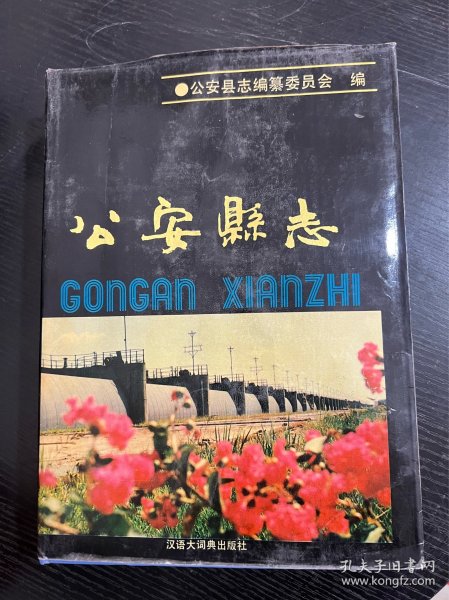 ●公安县志编纂委员会 编
公安縣志
GONGAN XIANZHI
汉语大词典出版社
孔夫子旧书网
www.kongfz.com